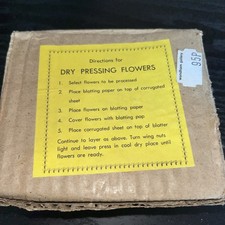 Directions for
DRY PRESSING FLOWERS
1. Select flowers to be processed
2. Place blotting paper on top of corrugated
sheet
3. Place flowers on blotting paper
4. Cover flowers with blotting pap
5. Place corrugated sheet on top of blotter
Continue to layer as above. Turn wing nuts
tight and leave press in cool dry place until
flowers are ready.
95P